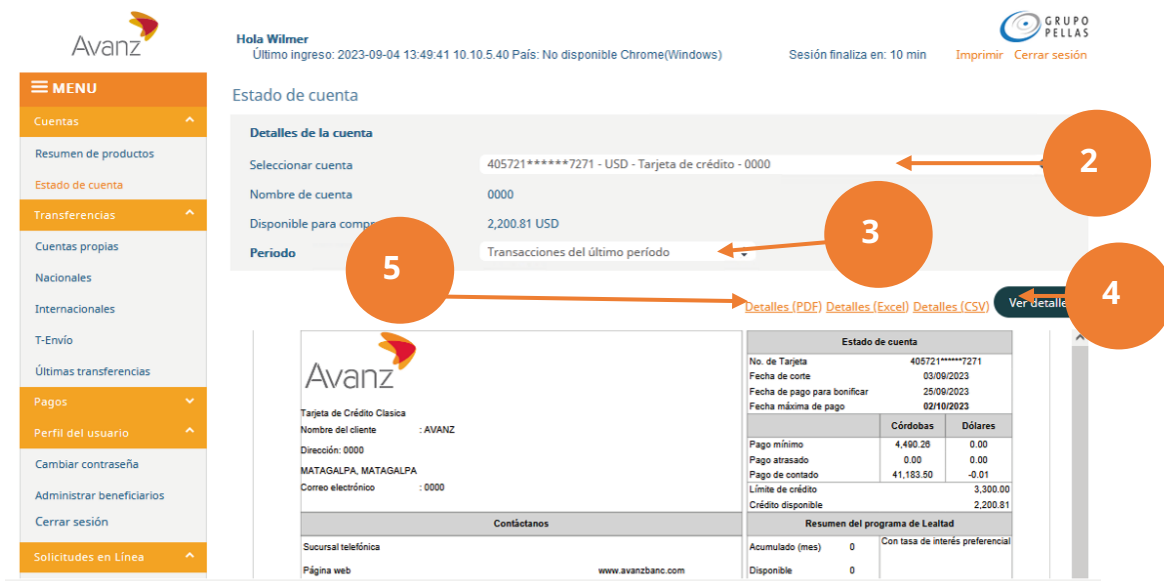 Avanz
Hola Wilmer
Último ingreso: 2023-09-04 13:49:41 10.10.5.40 País: No disponible Chrome(Windows)
Sesión finaliza en: 10 min
GRUPO
PELLAS
Imprimir Cerrar sesión
MENU
Cuentas
Resumen de productos
Estado de cuenta
Transferencias
Cuentas propias
Nacionales
Internacionales
T-Envío
Últimas transferencias
Pagos
Perfil del usuario
Cambiar contraseña
Administrar beneficiarios
Cerrar sesión
Solicitudes en Línea
Estado de cuenta
Detalles de la cuenta
Seleccionar cuenta 405721******7271 - USD - Tarjeta de crédito - 0000
2
Nombre de cuenta 0000
Disponible para comp 2,200.81 USD
3
Periodo Transacciones del último período
5
4
Detalles (PDF) Detalles (Excel) Detalles (CSV) Ver detalle
Avanz
Tarjeta de Crédito Clasica
Nombre del cliente : AVANZ
Dirección: 0000
MATAGALPA, MATAGALPA
Correo electrónico : 0000
Contáctanos
Sucursal telefónica
Página web www.avanzbanc.com
Estado de cuenta
No. de Tarjeta 405721*****7271
Fecha de corte 03/09/2023
Fecha de pago para bonificar 25/09/2023
Fecha máxima de pago 02/10/2023
Córdobas Dólares
Pago mínimo 4,490.26 0.00
Pago atrasado 0.00 0.00
Pago de contado 41,183.50 -0.01
Límite de crédito 3,300.00
Crédito disponible 2,200.81
Resumen del programa de Lealtad
Acumulado (mes) 0 Con tasa de interés preferencial
Disponible 0